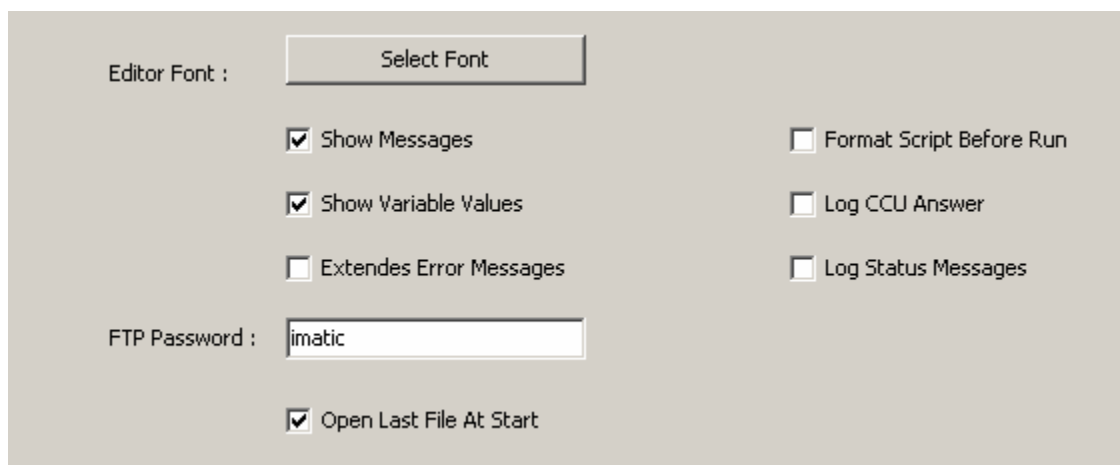 Editor Font :
Select Font
Show Messages
Format Script Before Run
Show Variable Values
Log CCU Answer
Extendes Error Messages
Log Status Messages
FTP Password :
imatic
Open Last File At Start